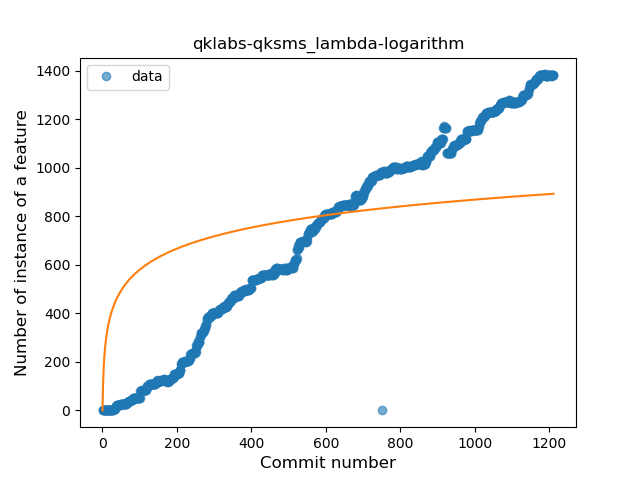 qklabs-qksms_lambda-logarithm
data
Number of instance of a feature
1400
1200
1000
800
600
400
200
0
0 200 400 600 800 1000 1200
Commit number